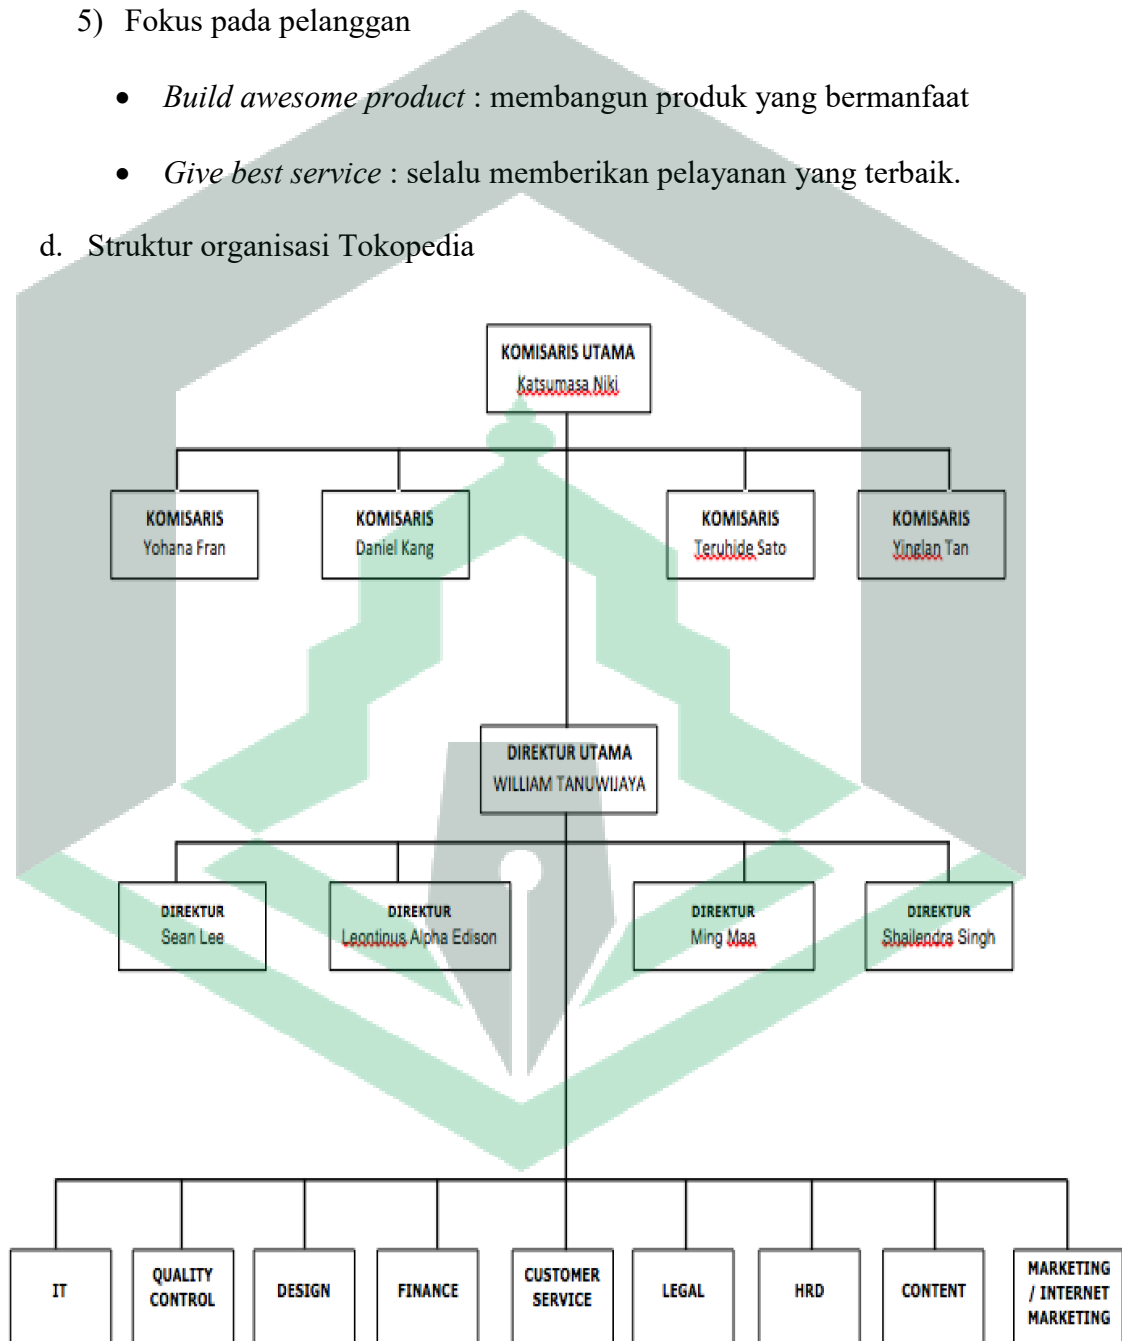 5) Fokus pada pelanggan
• Build awesome product : membangun produk yang bermanfaat
• Give best service : selalu memberikan pelayanan yang terbaik.
d. Struktur organisasi Tokopedia
KOMISARIS UTAMA
Katsumasa Niki
KOMISARIS
Yohana Fran
KOMISARIS
Daniel Kang
KOMISARIS
Teruhide Sato
KOMISARIS
Yinglan Tan
DIREKTUR UTAMA
WILLIAM TANUWIJAYA
DIREKTUR
Sean Lee
DIREKTUR
Leontinus Alpha Edison
DIREKTUR
Ming Maa
DIREKTUR
Shailendra Singh
IT
QUALITY
CONTROL
DESIGN
FINANCE
CUSTOMER
SERVICE
LEGAL
HRD
CONTENT
MARKETING
/ INTERNET
MARKETING